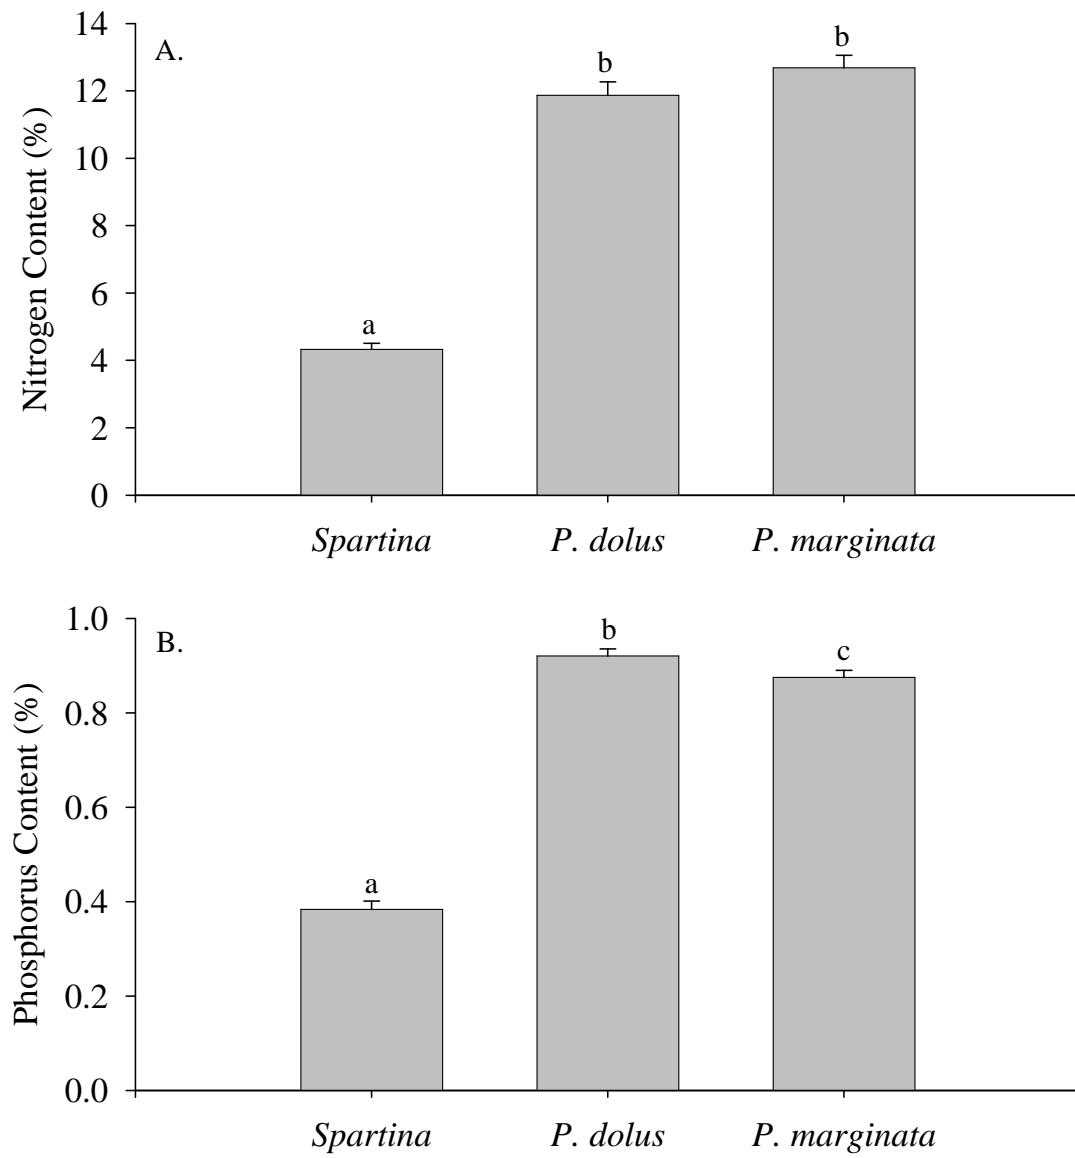 A.
Nitrogen Content (%)
14
12
10
8
6
4
2
0
a
b
b
Spartina
P. dolus
P. marginata
B.
Phosphorus Content (%)
1.0
0.8
0.6
0.4
0.2
0.0
a
b
c
Spartina
P. dolus
P. marginata